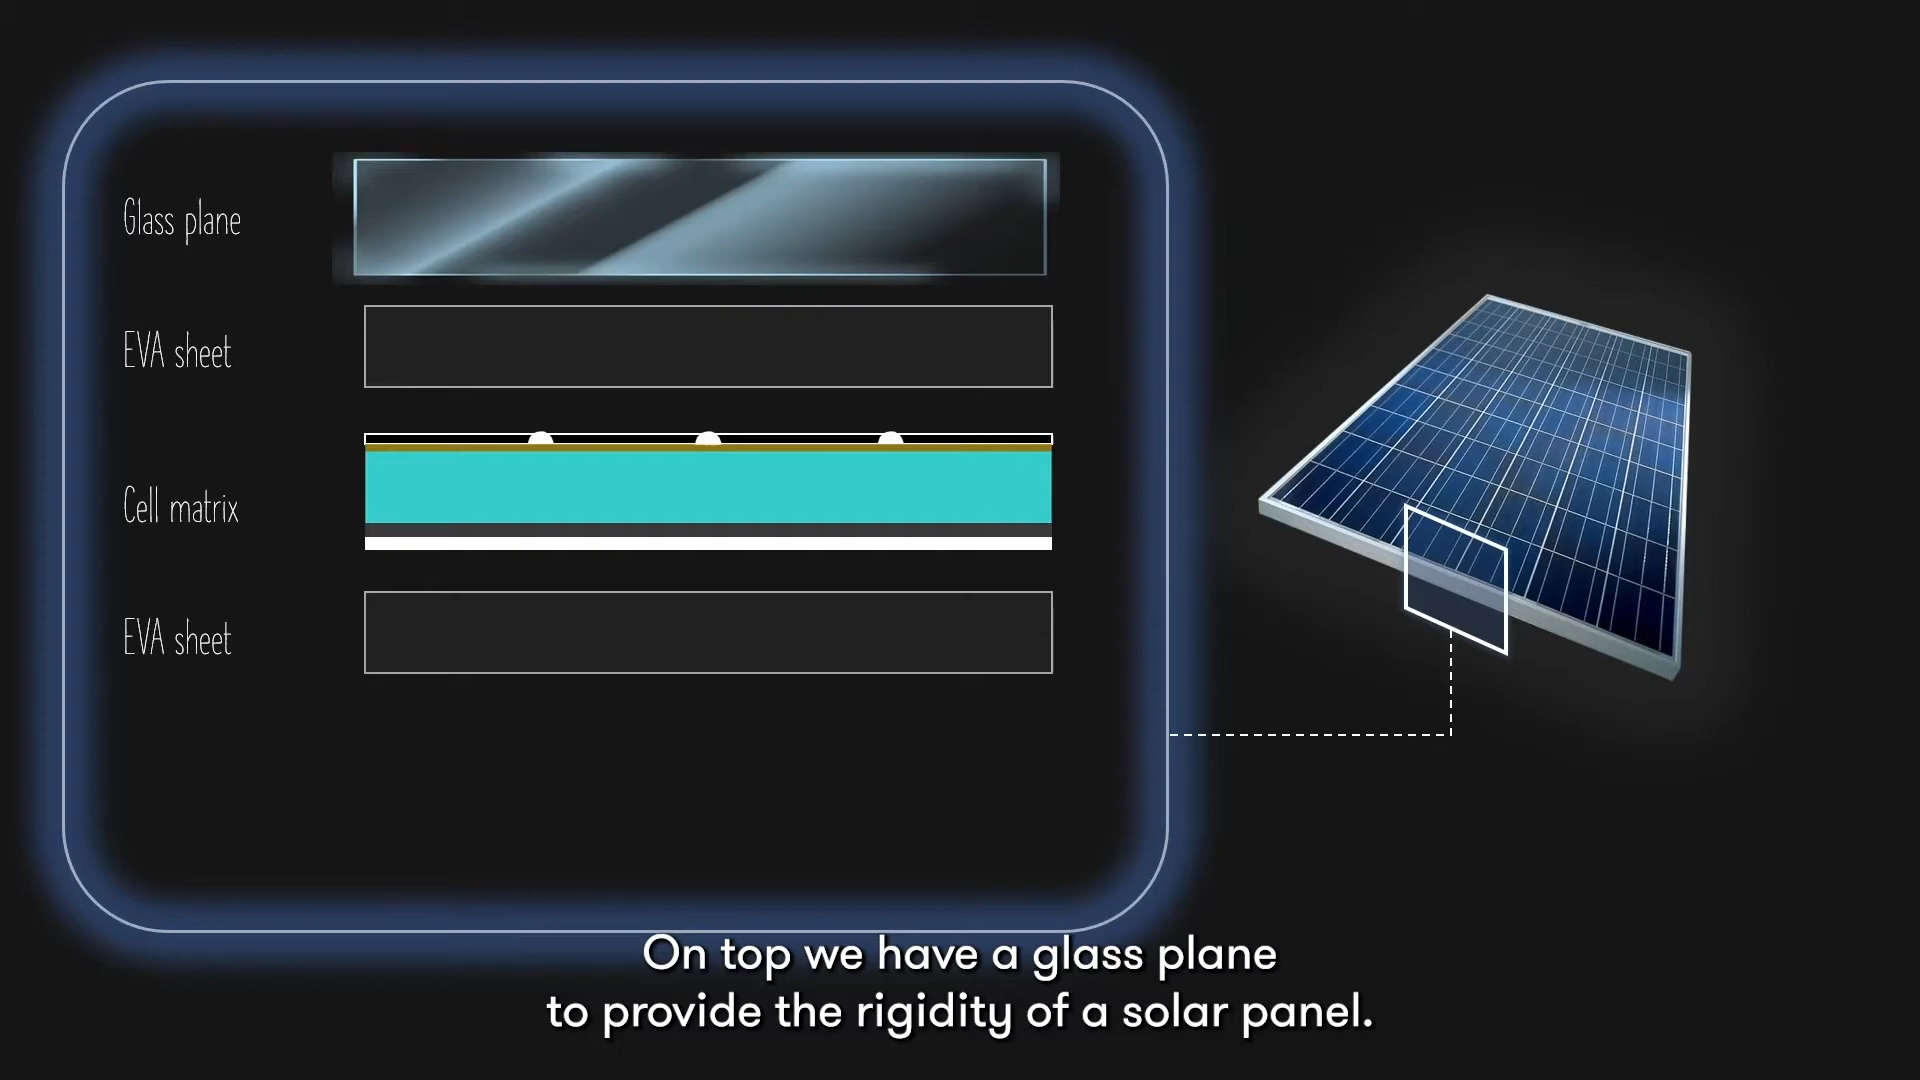 Glass plane
EVA sheet
Cell matrix
EVA sheet
On top we have a glass plane
to provide the rigidity of a solar panel.